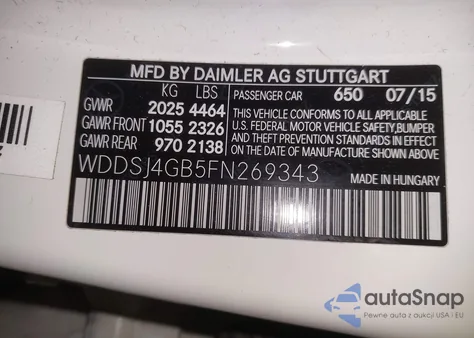 MFD BY DAIMLER AG STUTTGART
KG LBS
GVWR 2025 4464
GAWR FRONT 1055 2326
GAWR REAR 970 2138
PASSENGER CAR 650 07/15
THIS VEHICLE CONFORMS TO ALL APPLICABLE
U.S. FEDERAL MOTOR VEHICLE SAFETY, BUMPER
AND THEFT PREVENTION STANDARDS IN EFFECT
ON THE DATE OF MANUFACTURE SHOWN ABOVE.
WDDSJ4GB5FN269343
MADE IN HUNGARY
autoSnap
Pewne auta z aukcji USA i EU